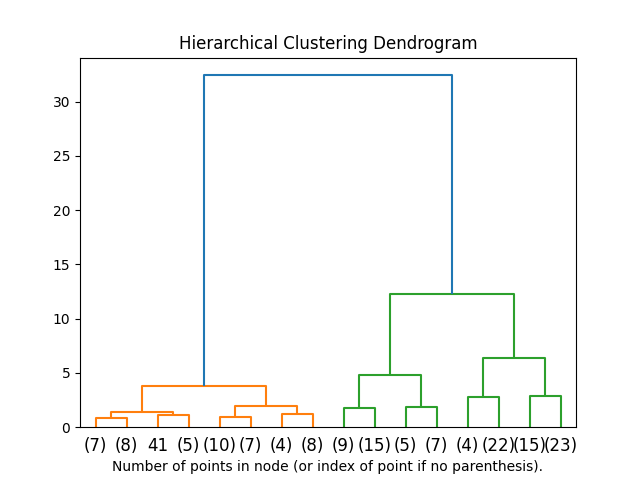 Hierarchical Clustering Dendrogram
30
25
20
15
10
5
0
(7) (8) 41 (5) (10) (7) (4) (8) (9) (15) (5) (7) (4) (22) (15) (23)
Number of points in node (or index of point if no parenthesis).